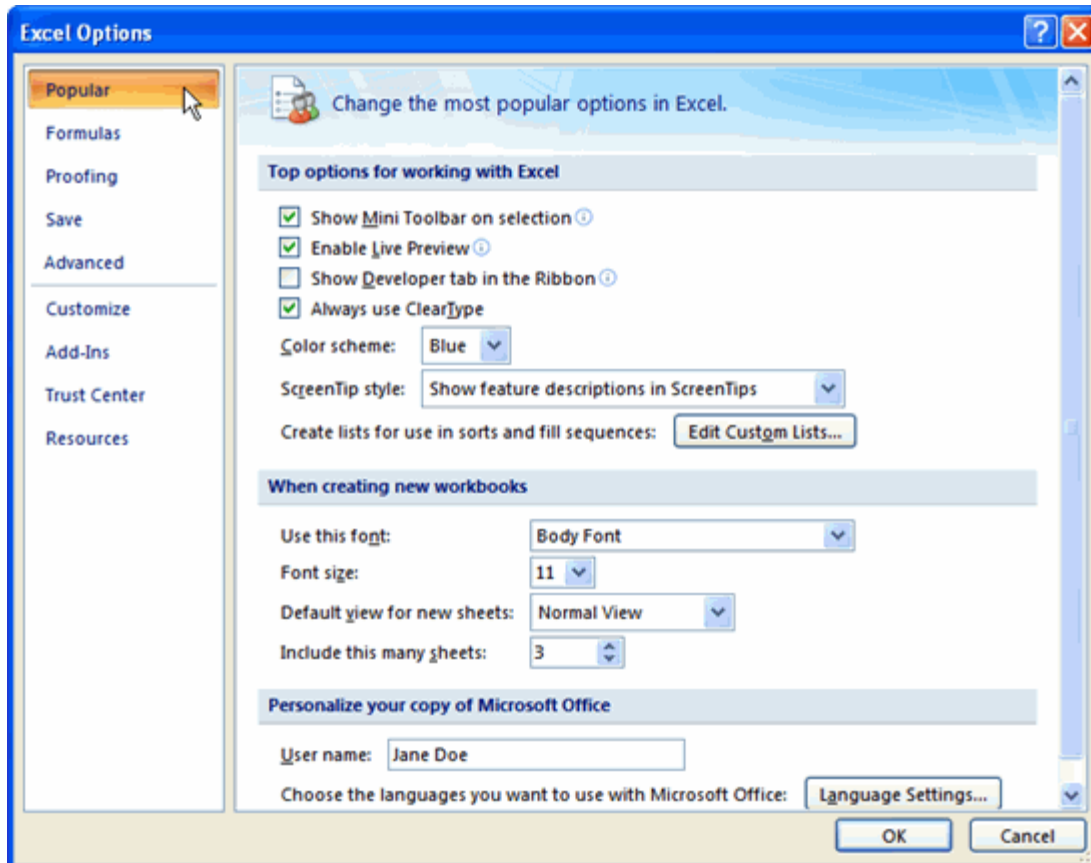 Excel Options
Popular
Formulas
Proofing
Save
Advanced
Customize
Add-Ins
Trust Center
Resources
Change the most popular options in Excel.
Top options for working with Excel
Show Mini Toolbar on selection
Enable Live Preview
Show Developer tab in the Ribbon
Always use ClearType
Color scheme: Blue
ScreenTip style: Show feature descriptions in ScreenTips
Create lists for use in sorts and fill sequences: Edit Custom Lists...
When creating new workbooks
Use this font: Body Font
Font size: 11
Default view for new sheets: Normal View
Include this many sheets: 3
Personalize your copy of Microsoft Office
User name: Jane Doe
Choose the languages you want to use with Microsoft Office: Language Settings...
OK Cancel